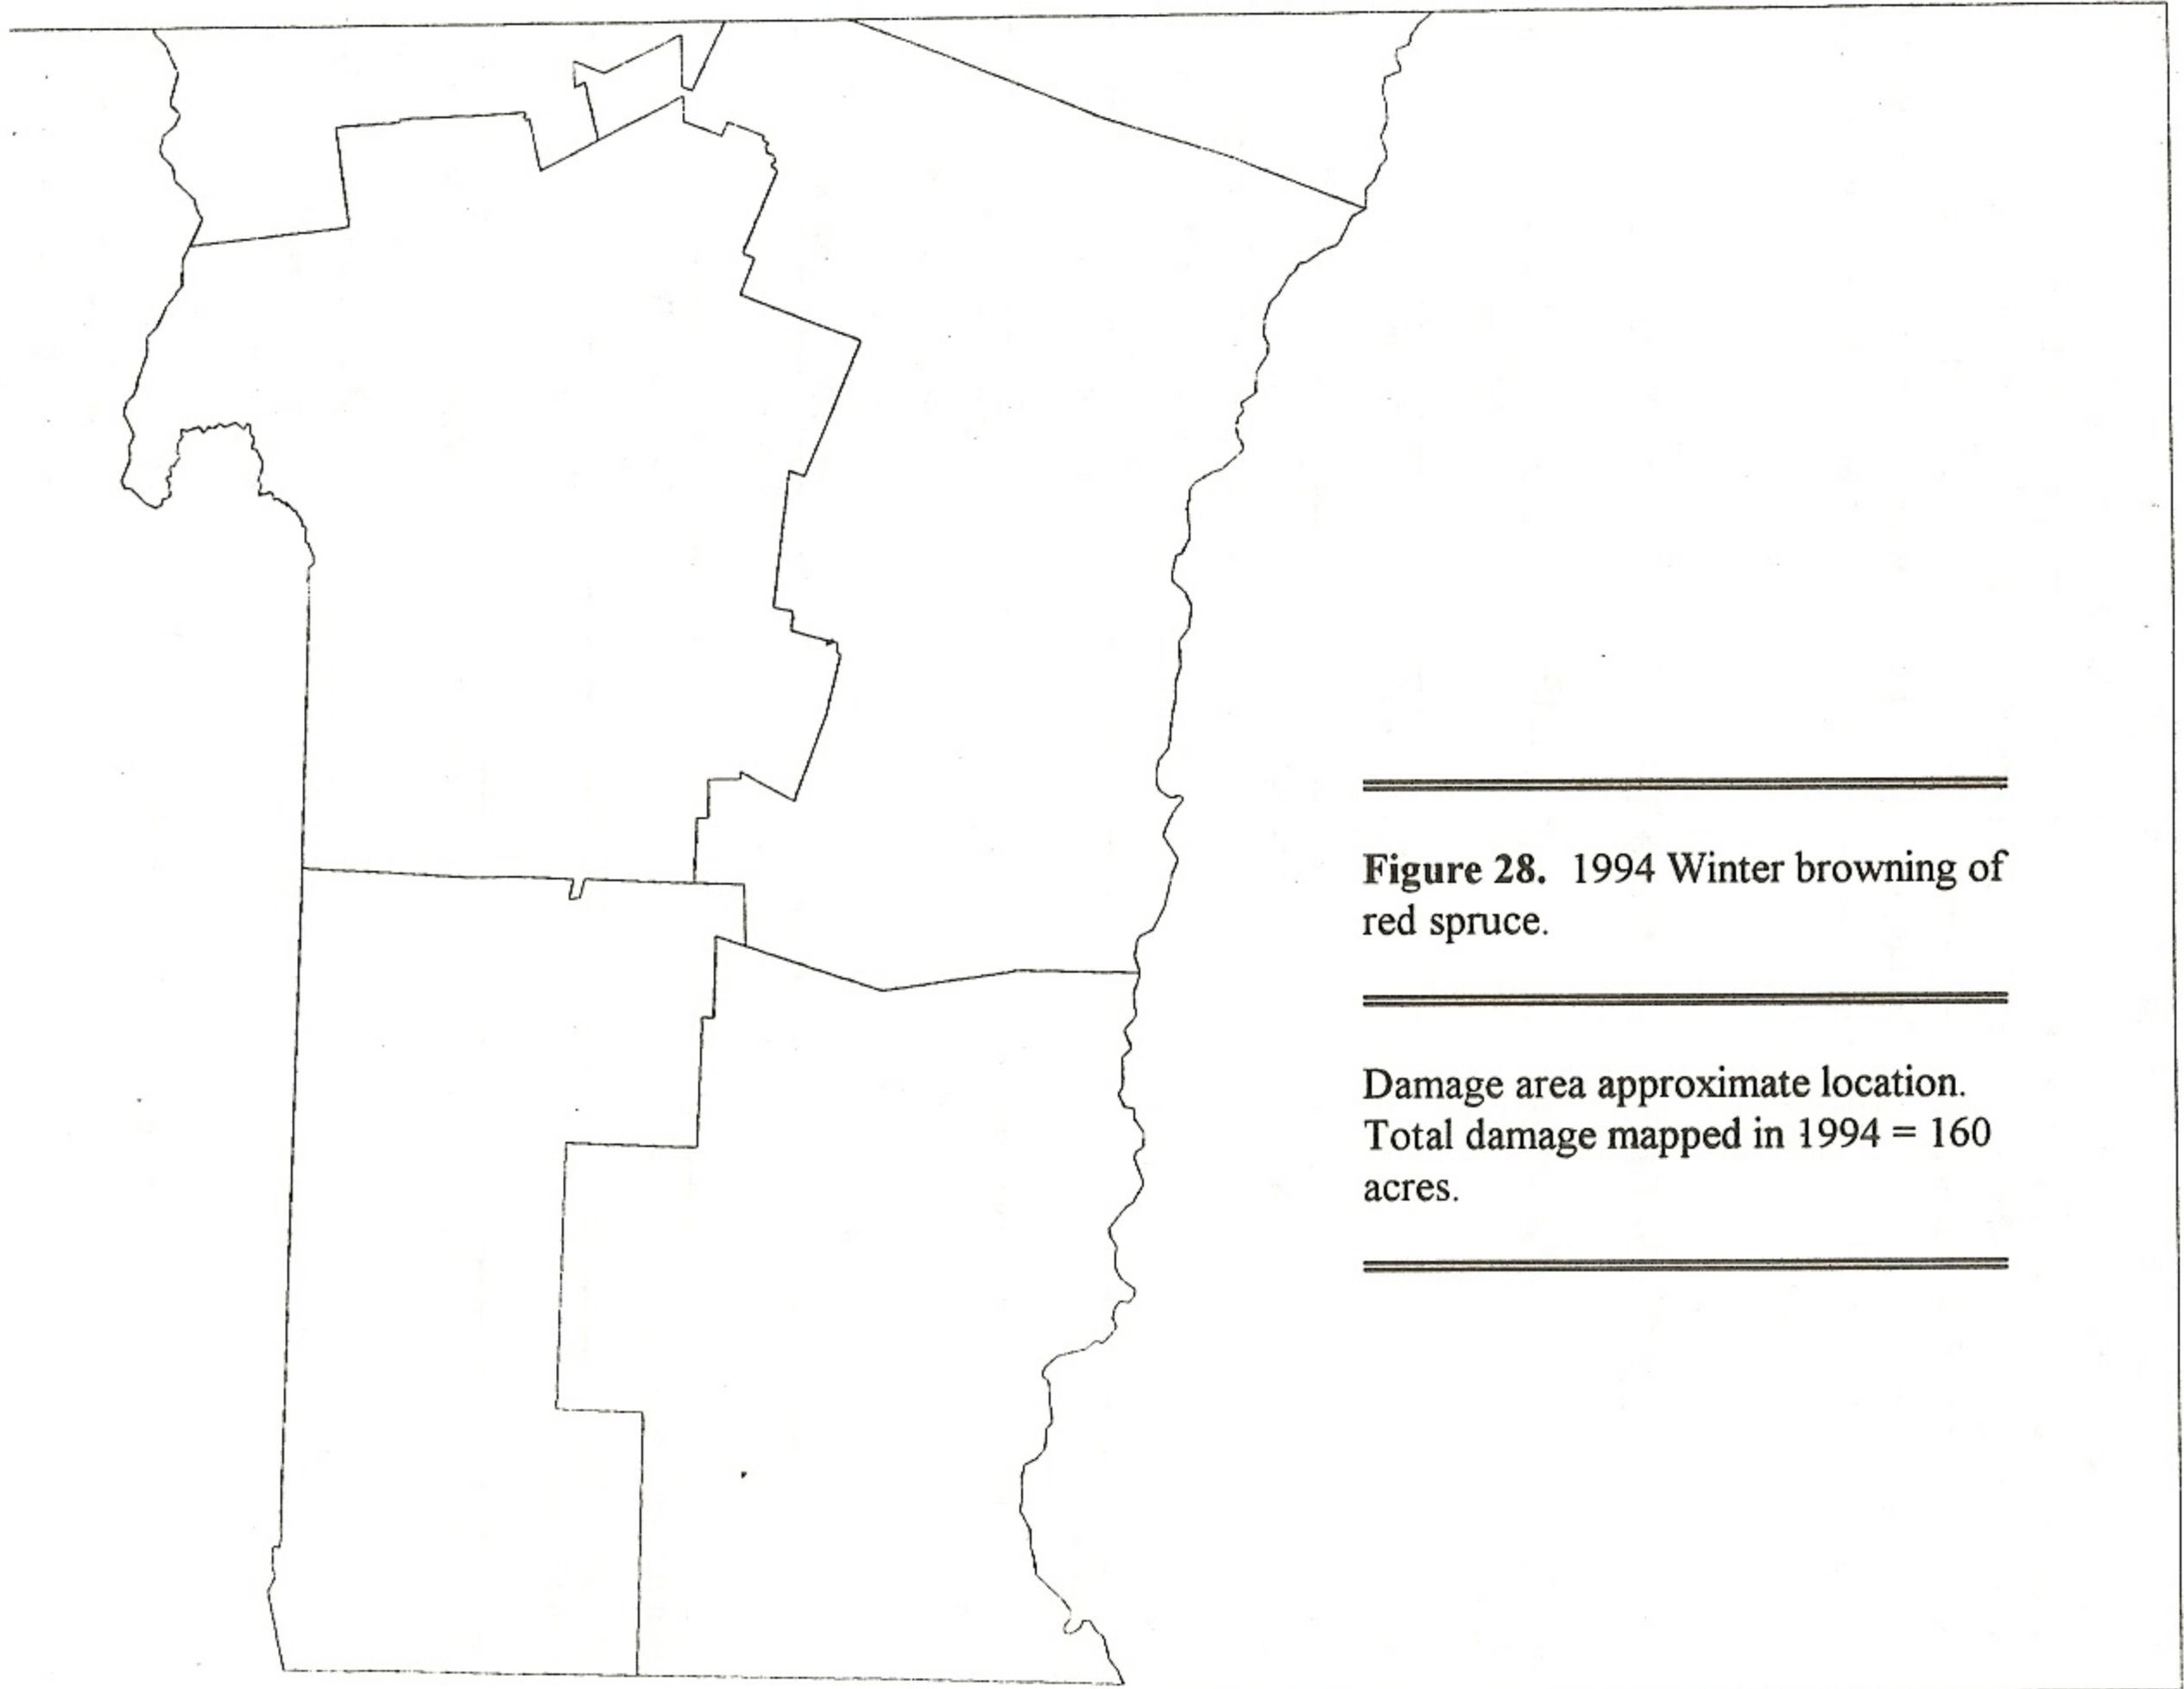 Figure 28. 1994 Winter browning of
red spruce.
Damage area approximate location.
Total damage mapped in 1994 = 160
acres.